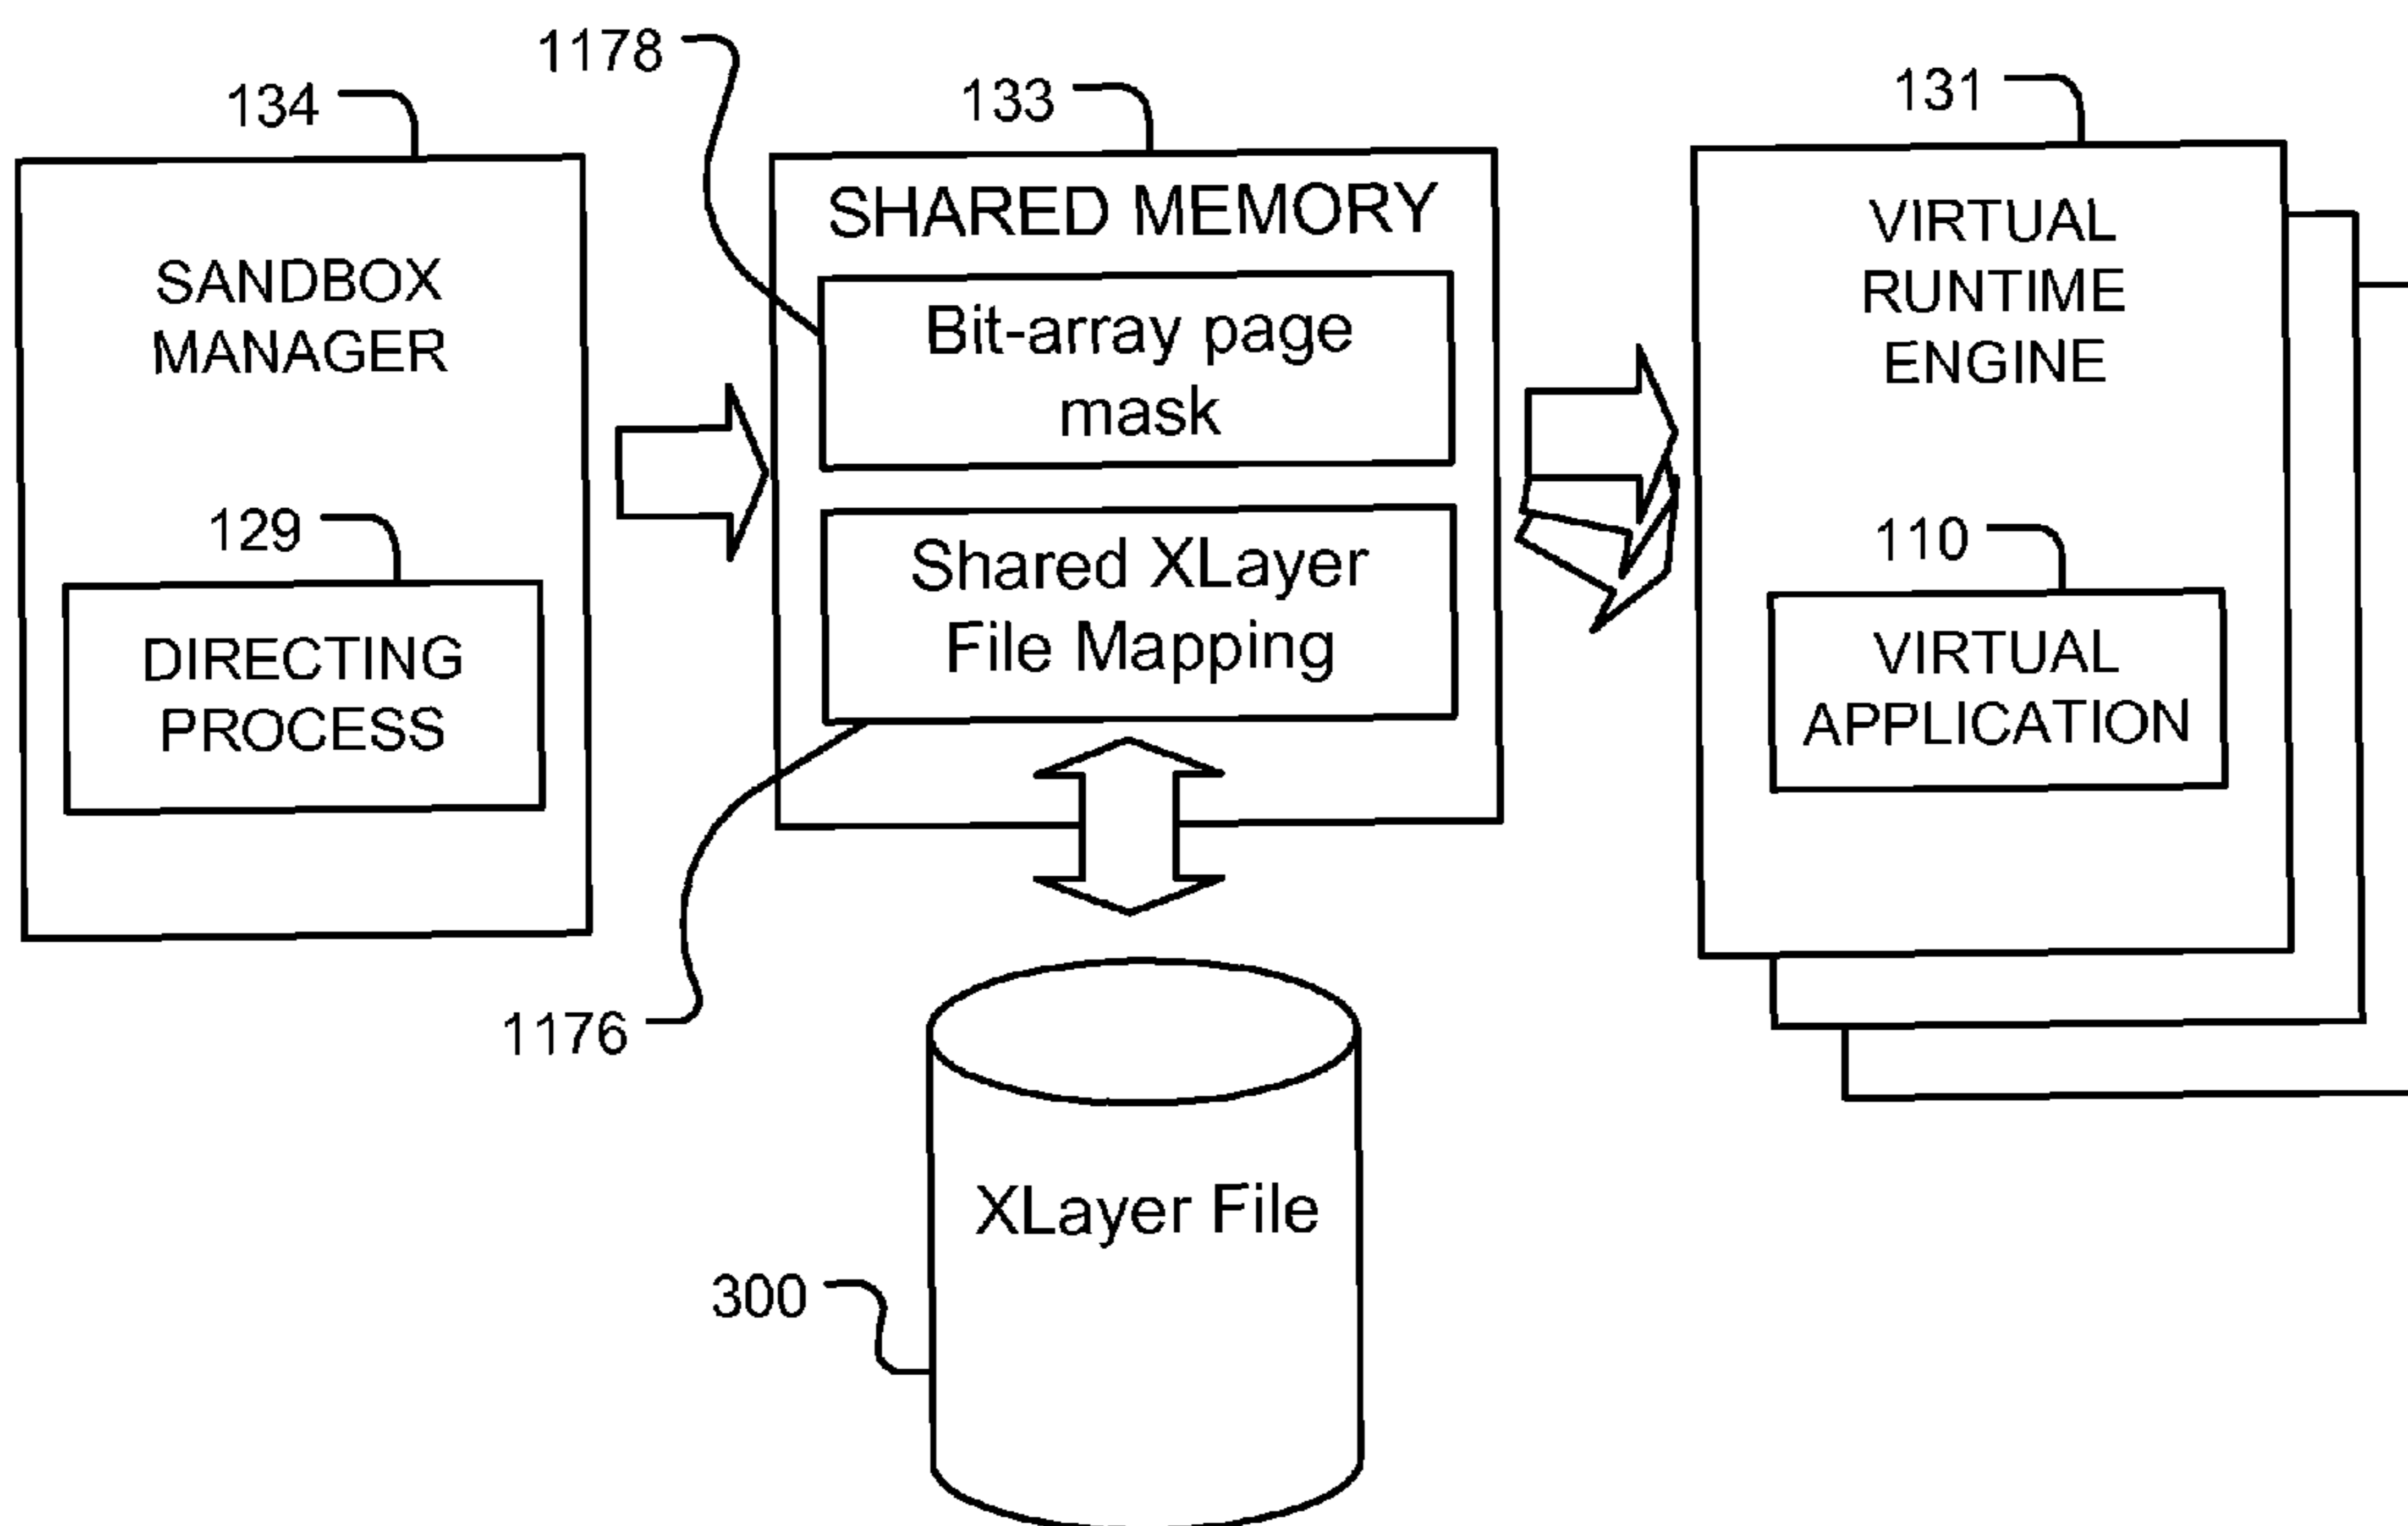 1178
134
133
131
SANDBOX
MANAGER
129
DIRECTING
PROCESS
SHARED MEMORY
Bit-array page
mask
Shared XLayer
File Mapping
1176
VIRTUAL
RUNTIME
ENGINE
110
VIRTUAL
APPLICATION
XLayer File
300